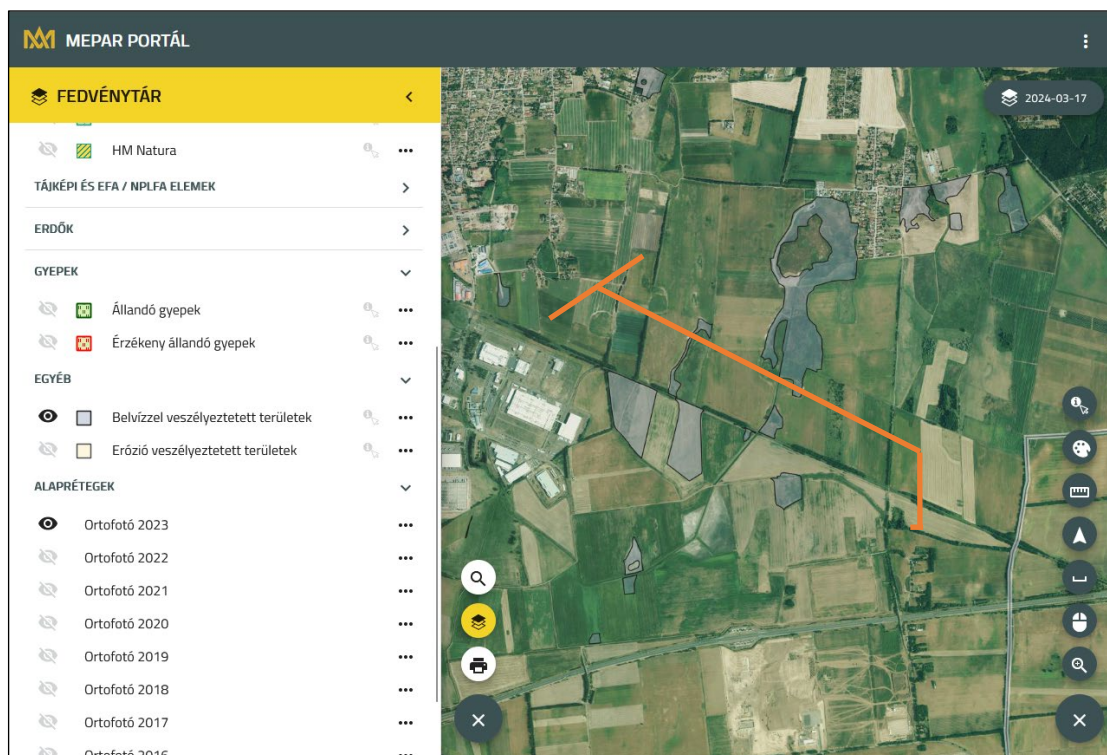 MEPAR PORTÁL
FEDVÉNYTÁR
2024-03-17
HM Natura
TÁJKÉPI ÉS EFA / NPLFA ELEMEK
ERDŐK
GYEPEK
Állandó gyepek
Érzékeny állandó gyepek
EGYÉB
Belvízzel veszélyeztetett területek
Erózió veszélyeztetett területek
ALAPRÉTEGEK
Ortofotó 2023
Ortofotó 2022
Ortofotó 2021
Ortofotó 2020
Ortofotó 2019
Ortofotó 2018
Ortofotó 2017
Ortofotó 2016